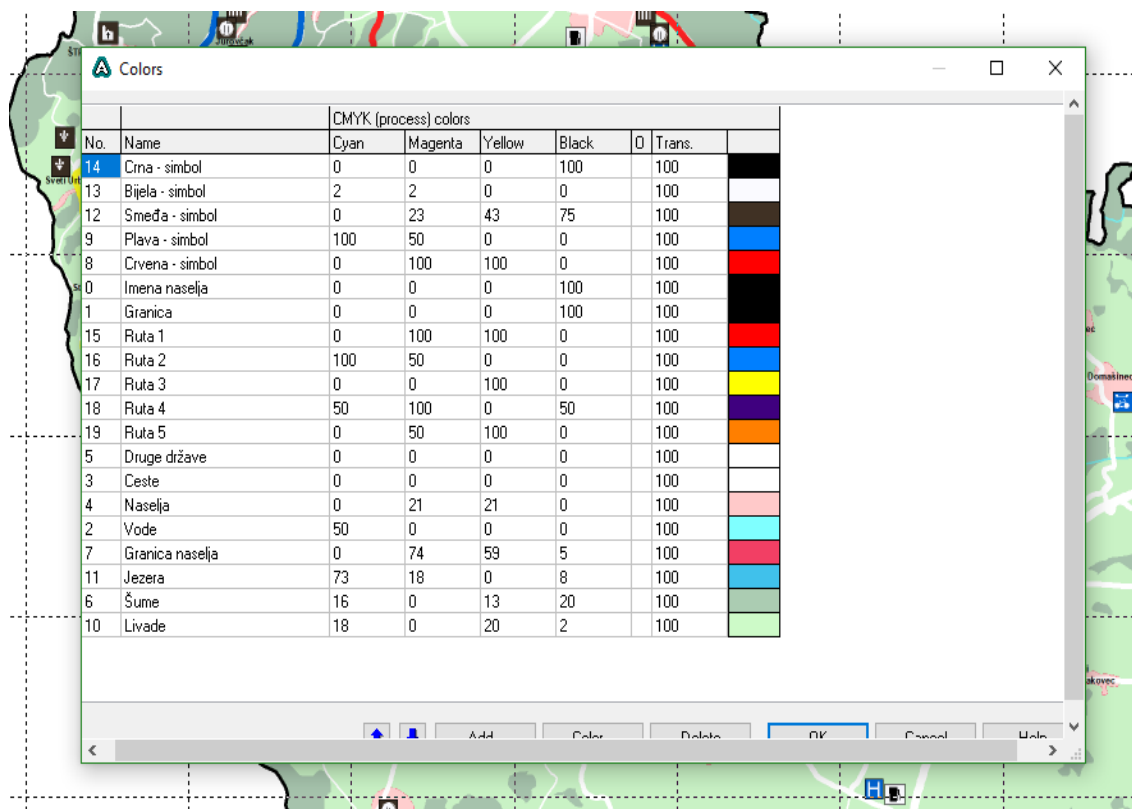 Colors
CMYK (process) colors
No. Name Cyan Magenta Yellow Black O Trans.
14 Crna - simbol 0 0 0 100 100
13 Bijela - simbol 2 2 0 0 100
12 Smeđa - simbol 0 23 43 75 100
9 Plava - simbol 100 50 0 0 100
8 Crvena - simbol 0 100 100 0 100
0 Imena naselja 0 0 0 100 100
1 Granica 0 0 0 100 100
15 Ruta 1 0 100 100 0 100
16 Ruta 2 100 50 0 0 100
17 Ruta 3 0 0 100 0 100
18 Ruta 4 50 100 0 50 100
19 Ruta 5 0 50 100 0 100
5 Druge države 0 0 0 0 100
3 Ceste 0 0 0 0 100
4 Naselja 0 21 21 0 100
2 Vode 50 0 0 0 100
7 Granica naselja 0 74 59 5 100
11 Jezera 73 18 0 8 100
6 Šume 16 0 13 20 100
10 Livade 18 0 20 2 100
Add Color Delete OK Cancel Help
H